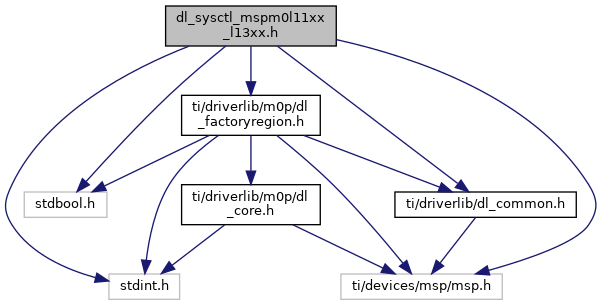 dl_sysctl_mspm0l11xx
_l13xx.h
ti/driverlib/m0p/dl
_factoryregion.h
stdbool.h
ti/driverlib/m0p/dl
_core.h
ti/driverlib/dl_common.h
stdint.h
ti/devices/msp/msp.h